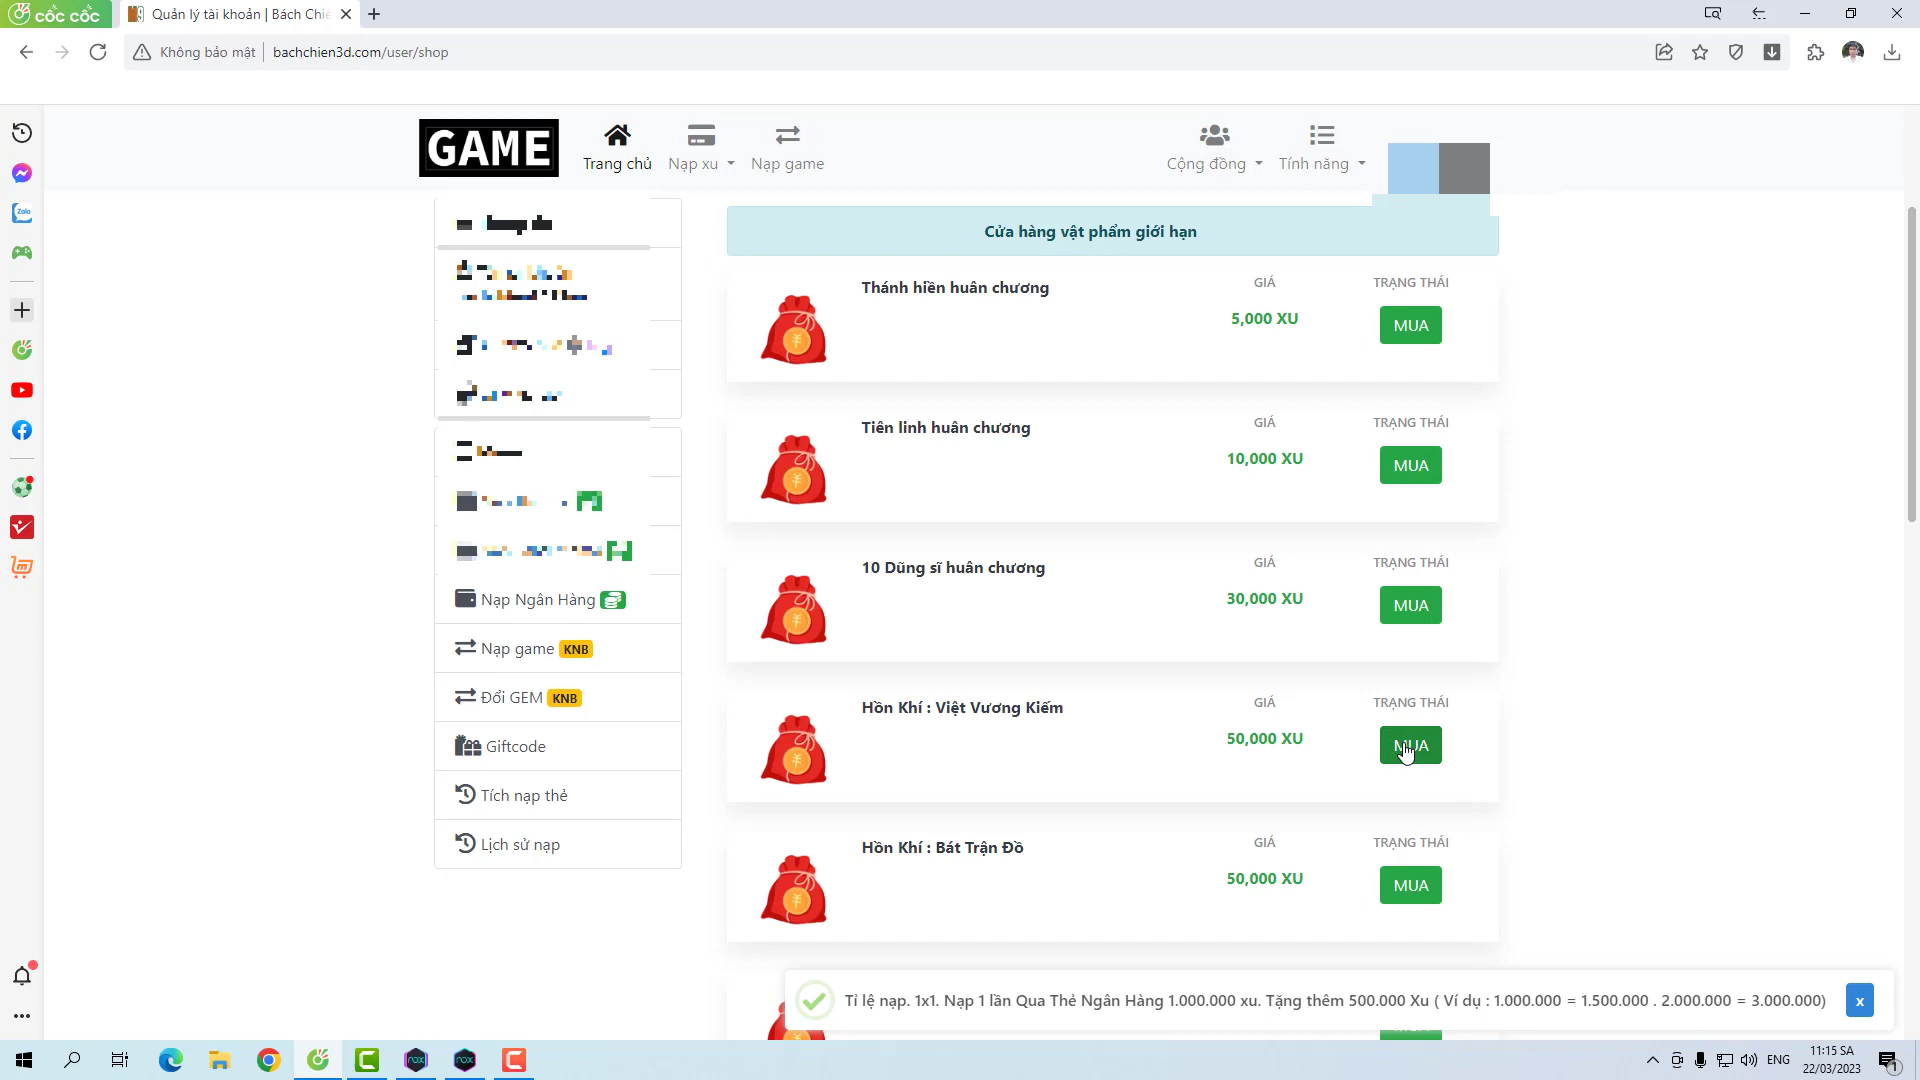 cốc cốc
Quản lý tài khoản | Bách Chiế
Không bảo mật
bachchien3d.com/user/shop
GAME
Trang chủ
Nạp xu
Nạp game
Cộng đồng
Tính năng
Zalo
Cửa hàng vật phẩm giới hạn
Thánh hiền huân chương
GIÁ
5,000 XU
TRẠNG THÁI
MUA
Tiên linh huân chương
GIÁ
10,000 XU
TRẠNG THÁI
MUA
10 Dũng sĩ huân chương
GIÁ
30,000 XU
TRẠNG THÁI
MUA
Hồn Khí : Việt Vương Kiếm
GIÁ
50,000 XU
TRẠNG THÁI
MUA
Hồn Khí : Bát Trận Đồ
GIÁ
50,000 XU
TRẠNG THÁI
MUA
Nạp Ngân Hàng
Nạp game KNB
Đổi GEM KNB
Giftcode
Tích nạp thẻ
Lịch sử nạp
Tỉ lệ nạp. 1x1. Nạp 1 lần Qua Thẻ Ngân Hàng 1.000.000 xu. Tặng thêm 500.000 Xu ( Ví dụ : 1.000.000 = 1.500.000 . 2.000.000 = 3.000.000)
x
ENG
11:15 SA
22/03/2023
1